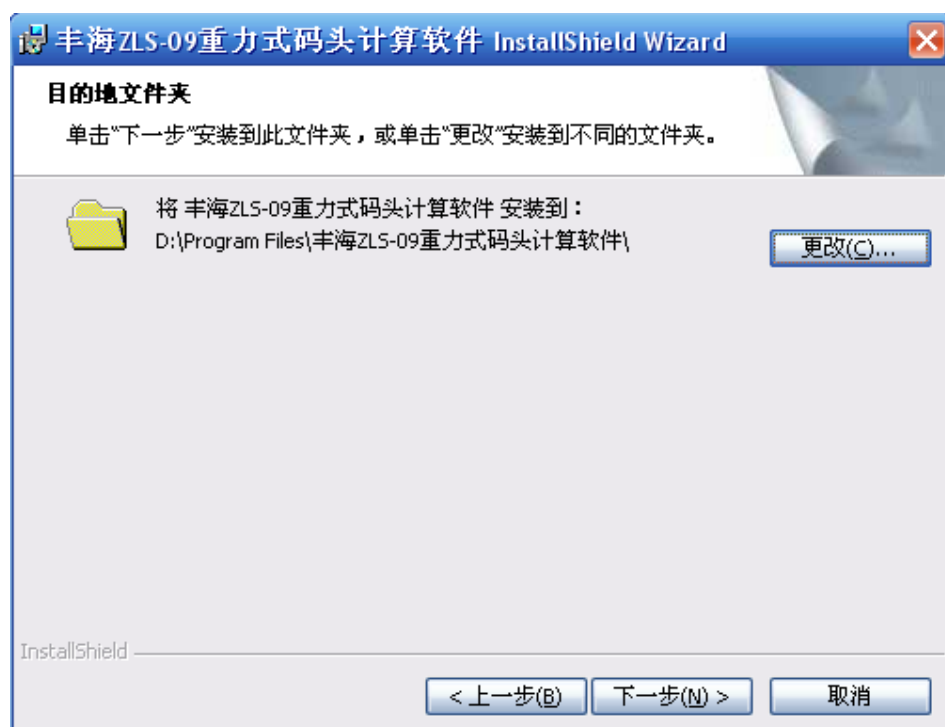 丰海ZLS-09重力式码头计算软件 InstallShield Wizard
目的地文件夹
单击“下一步”安装到此文件夹，或单击“更改”安装到不同的文件夹。
将 丰海ZLS-09重力式码头计算软件 安装到：
D:\Program Files\丰海ZLS-09重力式码头计算软件\
更改(C)...
InstallShield
< 上一步(B)
下一步(N) >
取消